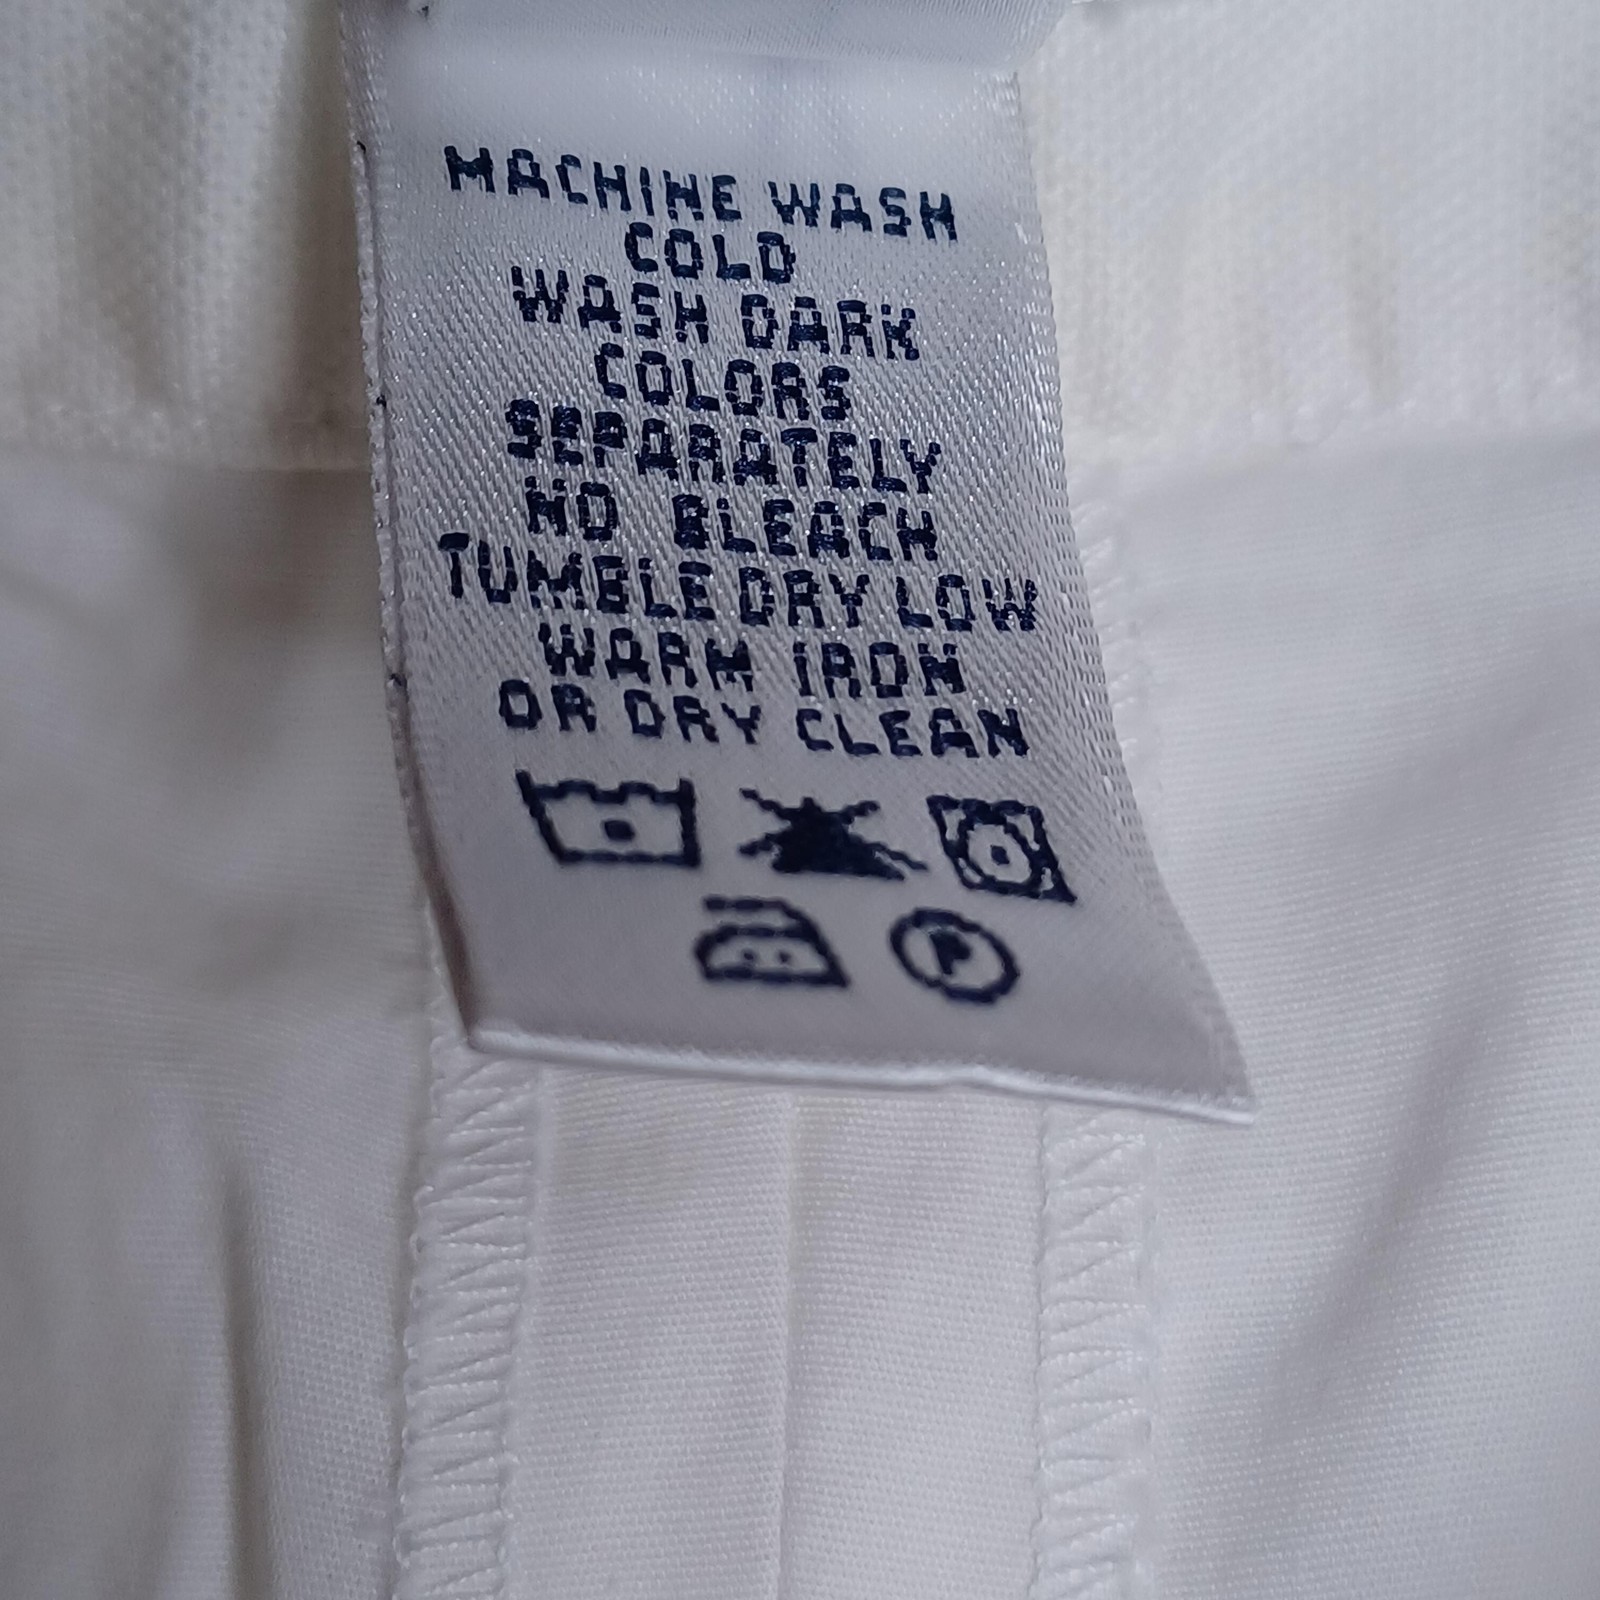 MACHINE WASH
COLD
WASH DARK
COLORS
SEPARATELY
NO BLEACH
TUMBLE DRY LOW
WARM IRON
OR DRY CLEAN
P